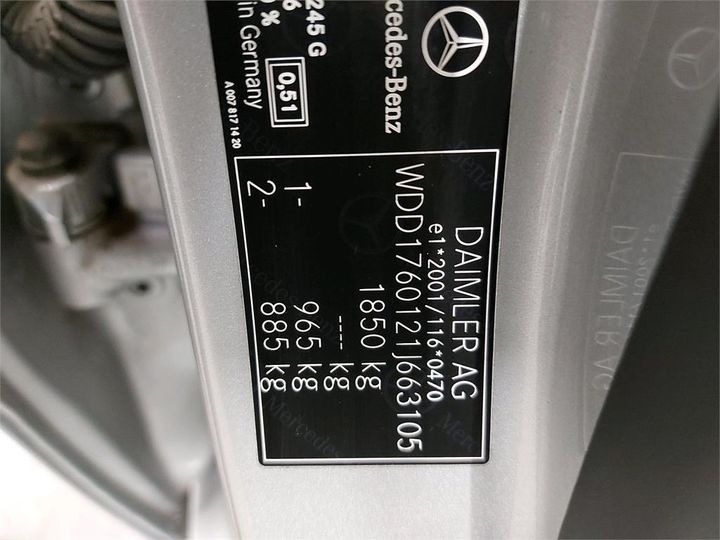 DAIMLER AG
e1*2001/116*0470
WDD1760121J663105
1850 kg
---- kg
1- 965 kg
2- 885 kg
Mercedes-Benz
245 G
%
in Germany
0,51
A 007 817 14 20